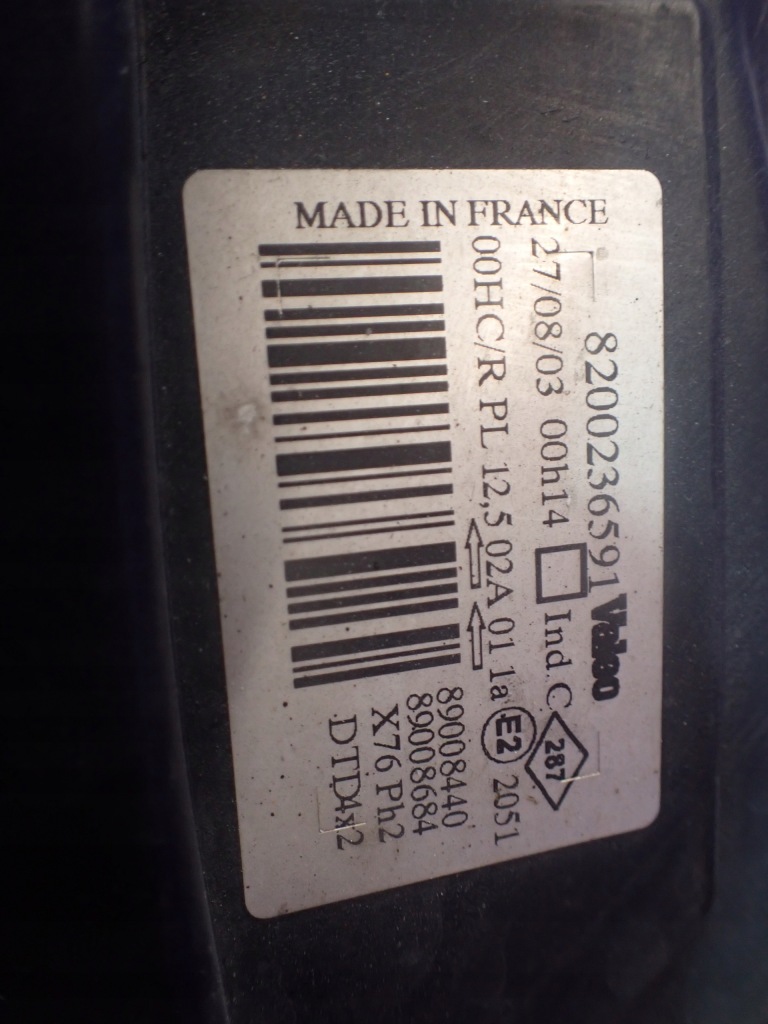 MADE IN FRANCE
8200236591 Valeo
27/08/03 00h14 Ind C 287
00HC/R PL 12,5 02A 01 1a E2 2051
89008440
89008684
X76 Ph2
DTD4x2